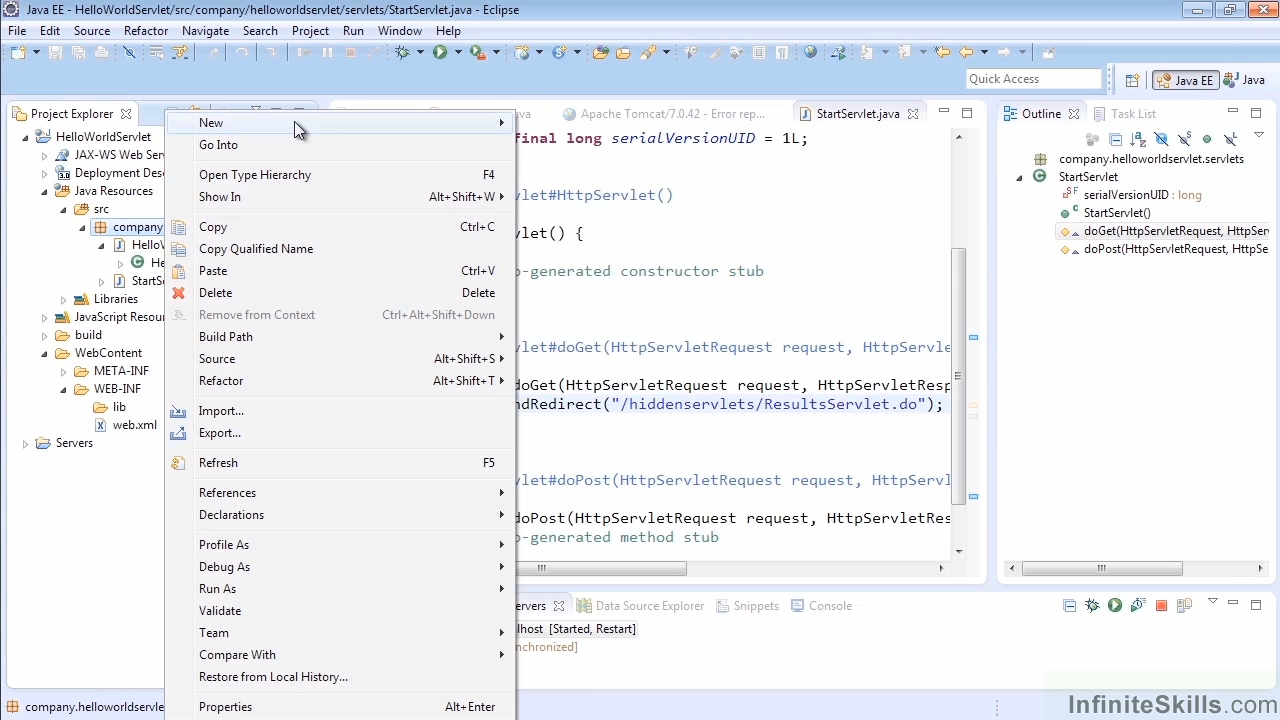 Java EE - HelloWorldServlet/src/company/helloworldservlet/servlets/StartServlet.java - Eclipse
File Edit Source Refactor Navigate Search Project Run Window Help
Quick Access
Java EE
Java
Project Explorer
HelloWorldServlet
JAX-WS Web Serv
Deployment Desc
Java Resources
src
company
HelloW
He
StartSe
Libraries
JavaScript Resour
build
WebContent
META-INF
WEB-INF
lib
web.xml
Servers
New
Go Into
Open Type Hierarchy F4
Show In Alt+Shift+W
Copy Ctrl+C
Copy Qualified Name
Paste Ctrl+V
Delete Delete
Remove from Context Ctrl+Alt+Shift+Down
Build Path
Source Alt+Shift+S
Refactor Alt+Shift+T
Import...
Export...
Refresh F5
References
Declarations
Profile As
Debug As
Run As
Validate
Team
Compare With
Restore from Local History...
Properties Alt+Enter
ava
Apache Tomcat/7.0.42 - Error rep...
StartServlet.java
final long serialVersionUID = 1L;
vlet#HttpServlet()
vlet() {
o-generated constructor stub
vlet#doGet(HttpServletRequest request, HttpServle
doGet(HttpServletRequest request, HttpServletResp
ndRedirect("/hiddenservlets/ResultsServlet.do");
vlet#doPost(HttpServletRequest request, HttpServl
doPost(HttpServletRequest request, HttpServletRes
o-generated method stub
Outline
Task List
company.helloworldservlet.servlets
StartServlet
serialVersionUID : long
StartServlet()
doGet(HttpServletRequest, HttpSer
doPost(HttpServletRequest, HttpSe
ervers
Data Source Explorer
Snippets
Console
lhost [Started, Restart]
nchronized]
company.helloworldservle
InfiniteSkills.com